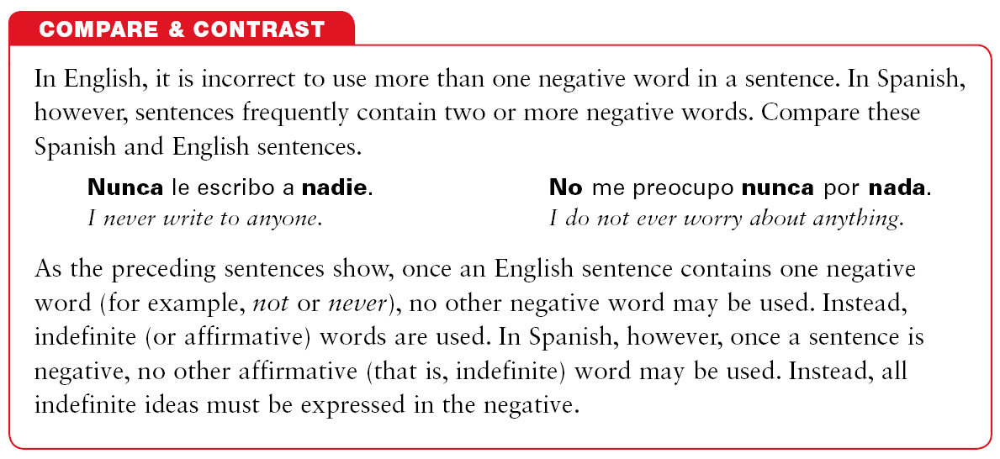 COMPARE & CONTRAST
In English, it is incorrect to use more than one negative word in a sentence. In Spanish,
however, sentences frequently contain two or more negative words. Compare these
Spanish and English sentences.
Nunca le escribo a nadie.
I never write to anyone.
No me preocupo nunca por nada.
I do not ever worry about anything.
As the preceding sentences show, once an English sentence contains one negative
word (for example, not or never), no other negative word may be used. Instead,
indefinite (or affirmative) words are used. In Spanish, however, once a sentence is
negative, no other affirmative (that is, indefinite) word may be used. Instead, all
indefinite ideas must be expressed in the negative.